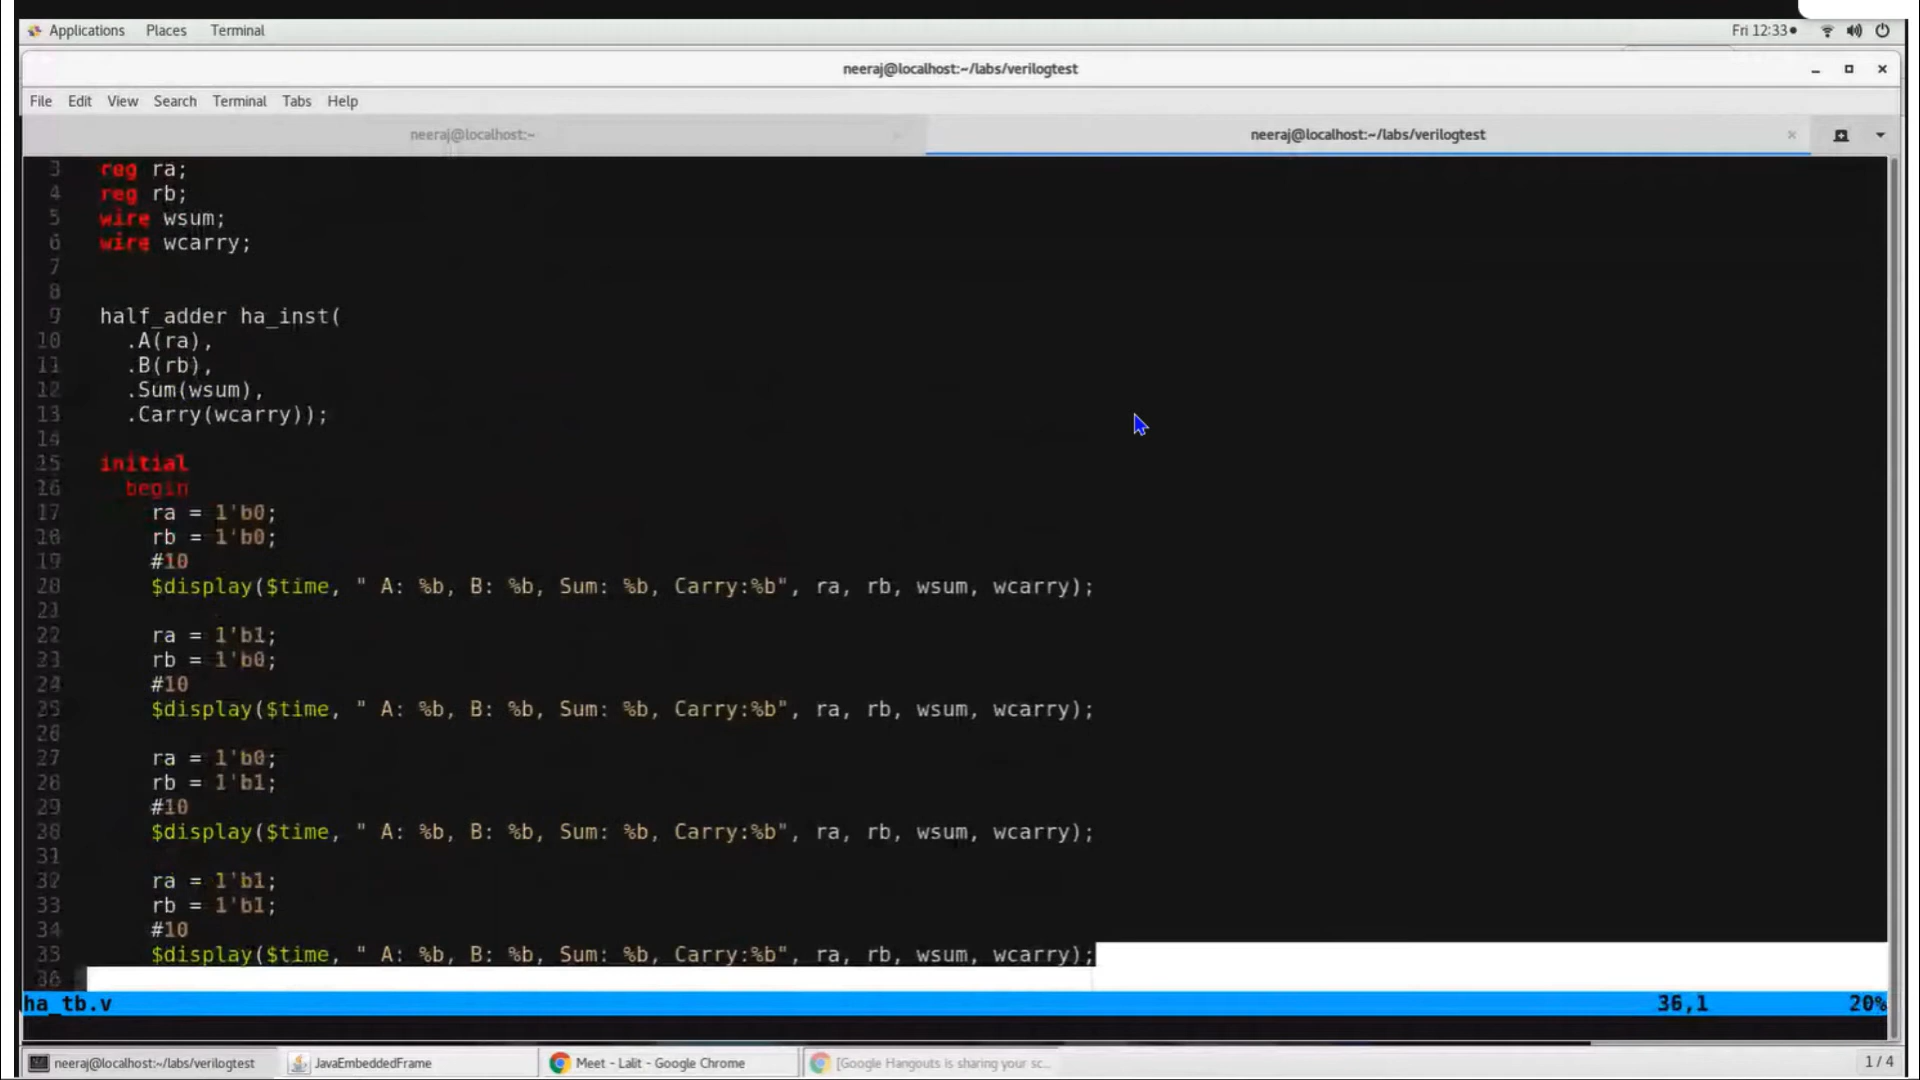 Applications Places Terminal Fri 12:33
neeraj@localhost:~/labs/verilogtest
File Edit View Search Terminal Tabs Help
neeraj@localhost:~ neeraj@localhost:~/labs/verilogtest
3 reg ra;
4 reg rb;
5 wire wsum;
6 wire wcarry;
7
8
9 half_adder ha_inst(
10 .A(ra),
11 .B(rb),
12 .Sum(wsum),
13 .Carry(wcarry));
14
15 initial
16 begin
17 ra = 1'b0;
18 rb = 1'b0;
19 #10
20 $display($time, " A: %b, B: %b, Sum: %b, Carry:%b", ra, rb, wsum, wcarry);
21
22 ra = 1'b1;
23 rb = 1'b0;
24 #10
25 $display($time, " A: %b, B: %b, Sum: %b, Carry:%b", ra, rb, wsum, wcarry);
26
27 ra = 1'b0;
28 rb = 1'b1;
29 #10
30 $display($time, " A: %b, B: %b, Sum: %b, Carry:%b", ra, rb, wsum, wcarry);
31
32 ra = 1'b1;
33 rb = 1'b1;
34 #10
35 $display($time, " A: %b, B: %b, Sum: %b, Carry:%b", ra, rb, wsum, wcarry);
36
ha_tb.v 36,1 20%
neeraj@localhost:~/labs/verilogtest JavaEmbeddedFrame Meet - Lalit - Google Chrome [Google Hangouts is sharing your sc... 1 / 4